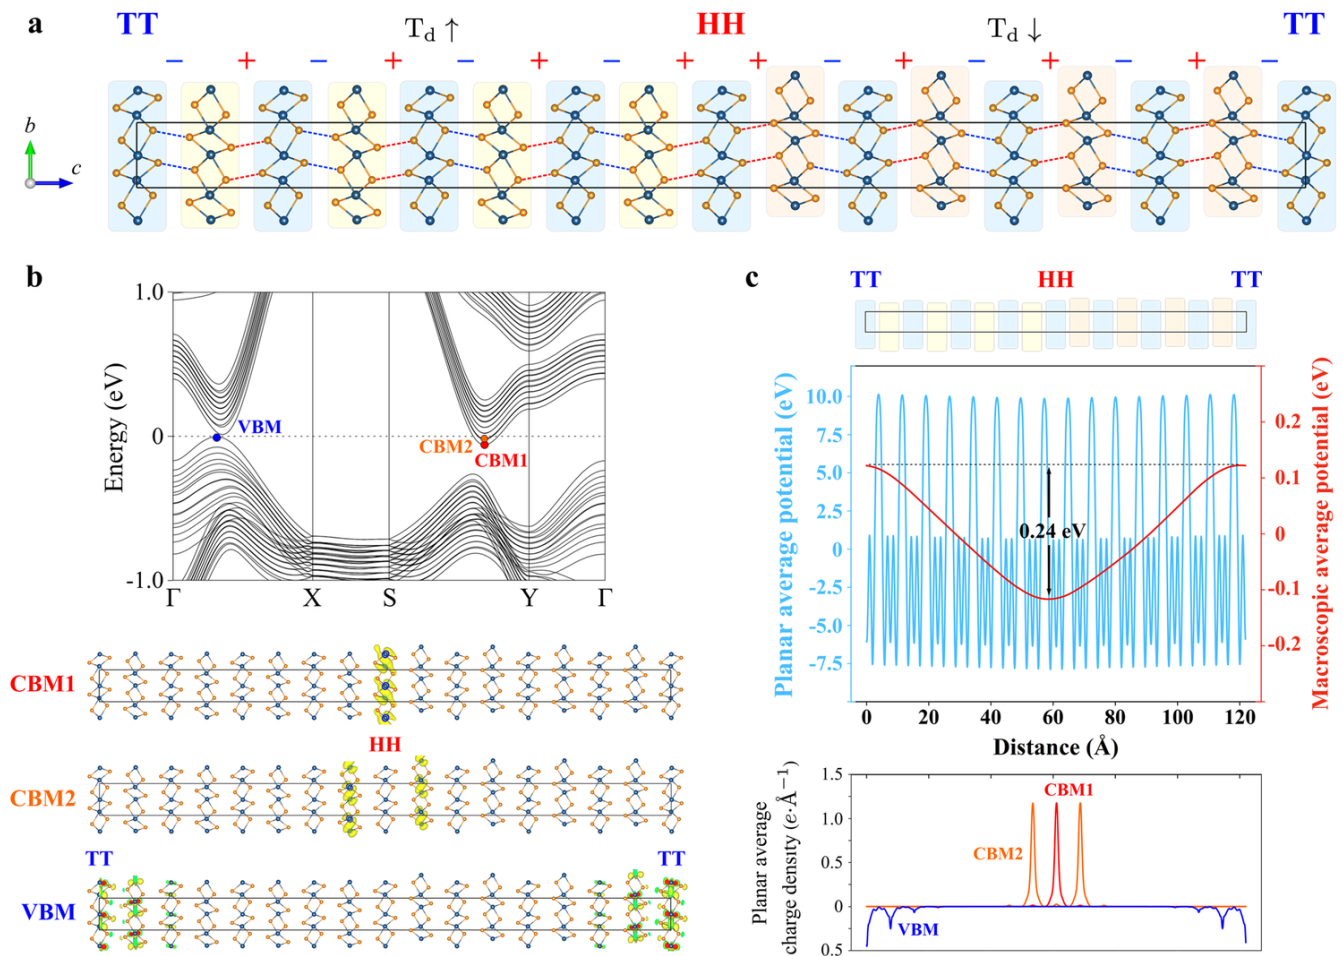 a
TT
T_d ↑
HH
T_d ↓
TT
− + − + − + − + + − + − + − + −
b
c
b
1.0
0
-1.0
Energy (eV)
VBM
CBM2
CBM1
Γ X S Y Γ
CBM1
HH
CBM2
TT TT
VBM
c
TT HH TT
Planar average potential (eV)
10.0
7.5
5.0
2.5
0
-2.5
-5.0
-7.5
0.24 eV
0.2
0.1
0
-0.1
-0.2
Macroscopic average potential (eV)
0 20 40 60 80 100 120
Distance (Å)
Planar average
charge density (e·Å⁻¹)
1.5
1.0
0.5
0
0.5
CBM1
CBM2
VBM